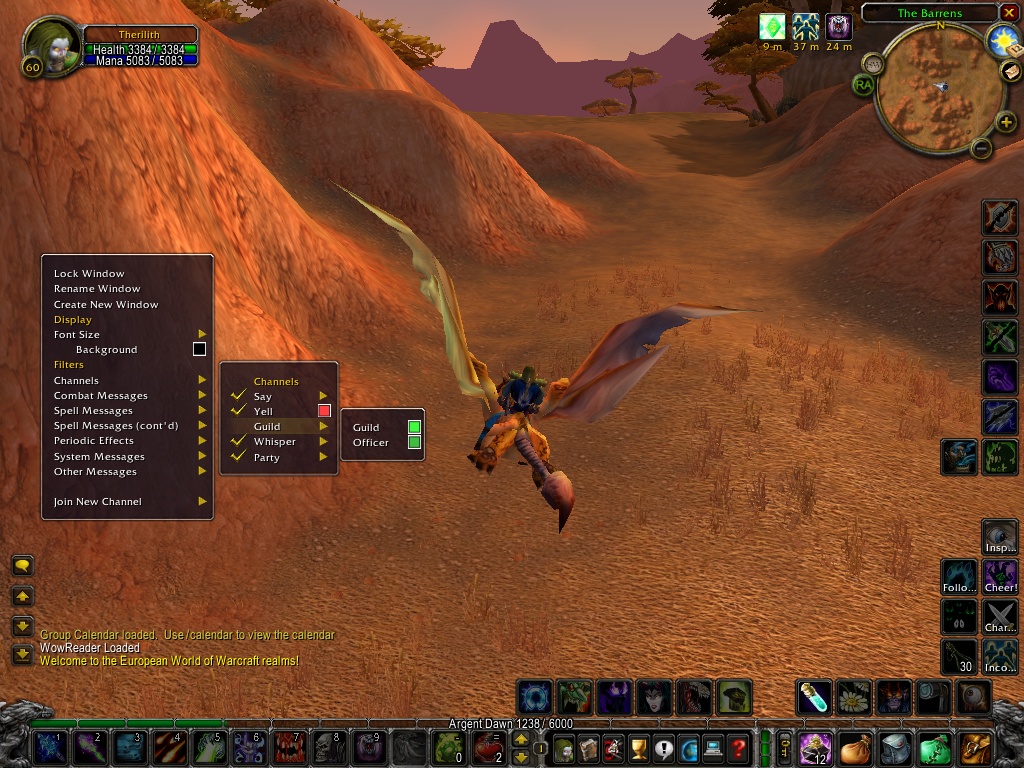 Therilith
Health 3384 / 3384
Mana 5083 / 5083
60
9 m
37 m
24 m
The Barrens
N
RA
Lock Window
Rename Window
Create New Window
Display
Font Size
Background
Filters
Channels
Combat Messages
Spell Messages
Spell Messages (cont'd)
Periodic Effects
System Messages
Other Messages
Join New Channel
Channels
Say
Yell
Guild
Whisper
Party
Guild
Officer
Insp...
Follo...
Cheer!
Char...
30
Inco...
Group Calendar loaded. Use /calendar to view the calendar
WowReader Loaded
Welcome to the European World of Warcraft realms!
Argent Dawn 1238 / 6000
1
2
3
4
5
6
7
8
9
-
0
=
2
1
12